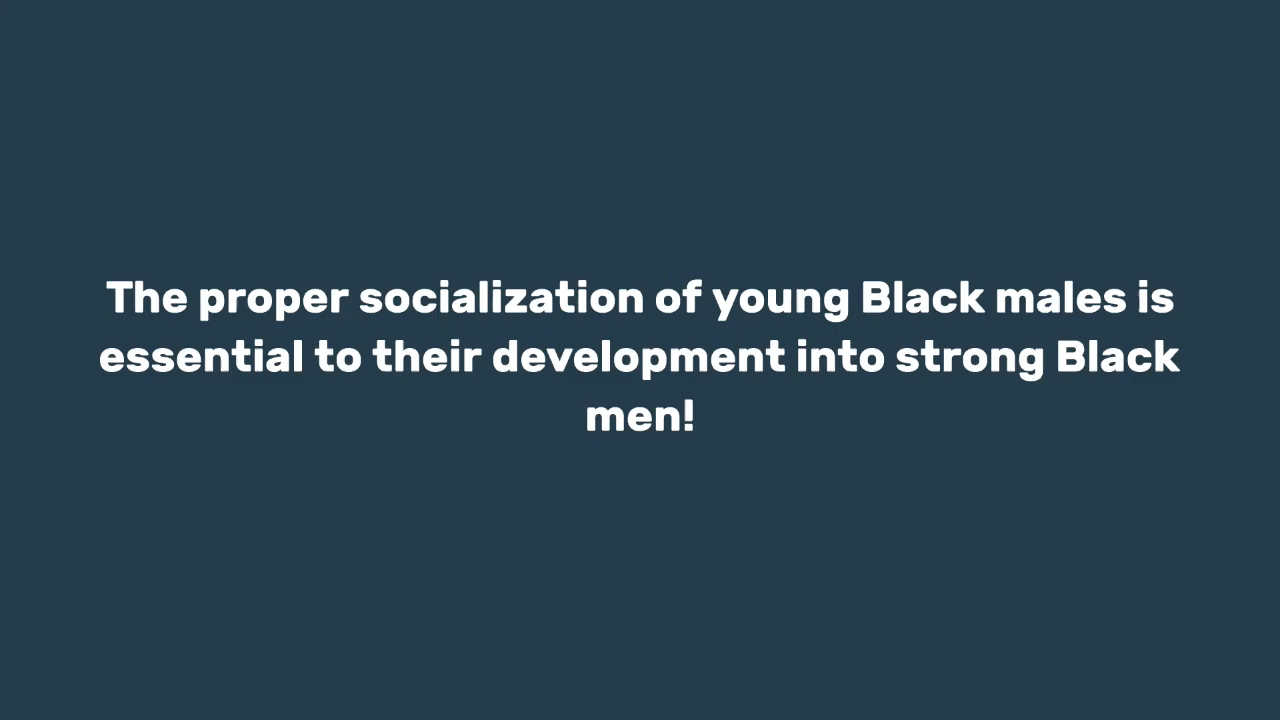 The proper socialization of young Black males is
essential to their development into strong Black
men!